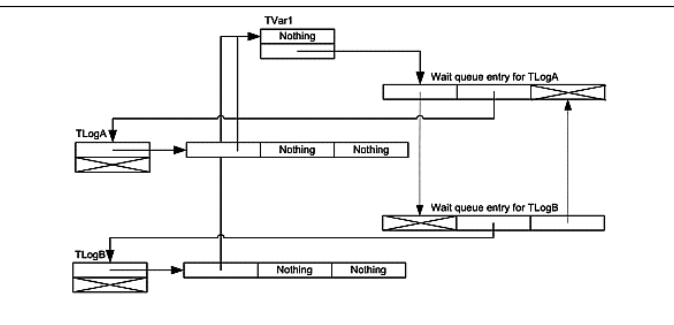 TVar1
Nothing
Wait queue entry for TLogA
TLogA
Nothing Nothing
Wait queue entry for TLogB
TLogB
Nothing Nothing